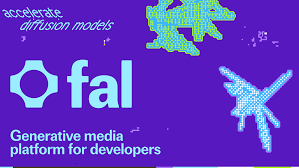 accelerate
diffusion models
fal
Generative media
platform for developers